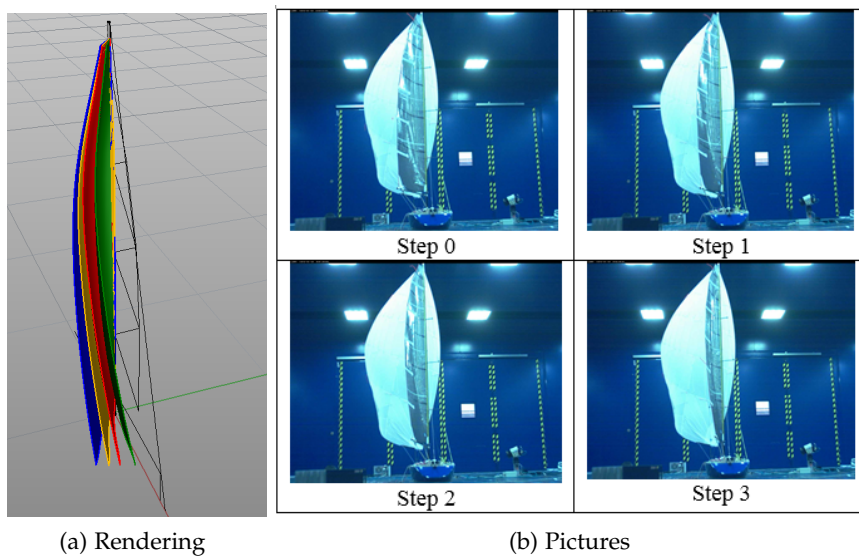 Step 0
Step 1
Step 2
Step 3
(a) Rendering
(b) Pictures